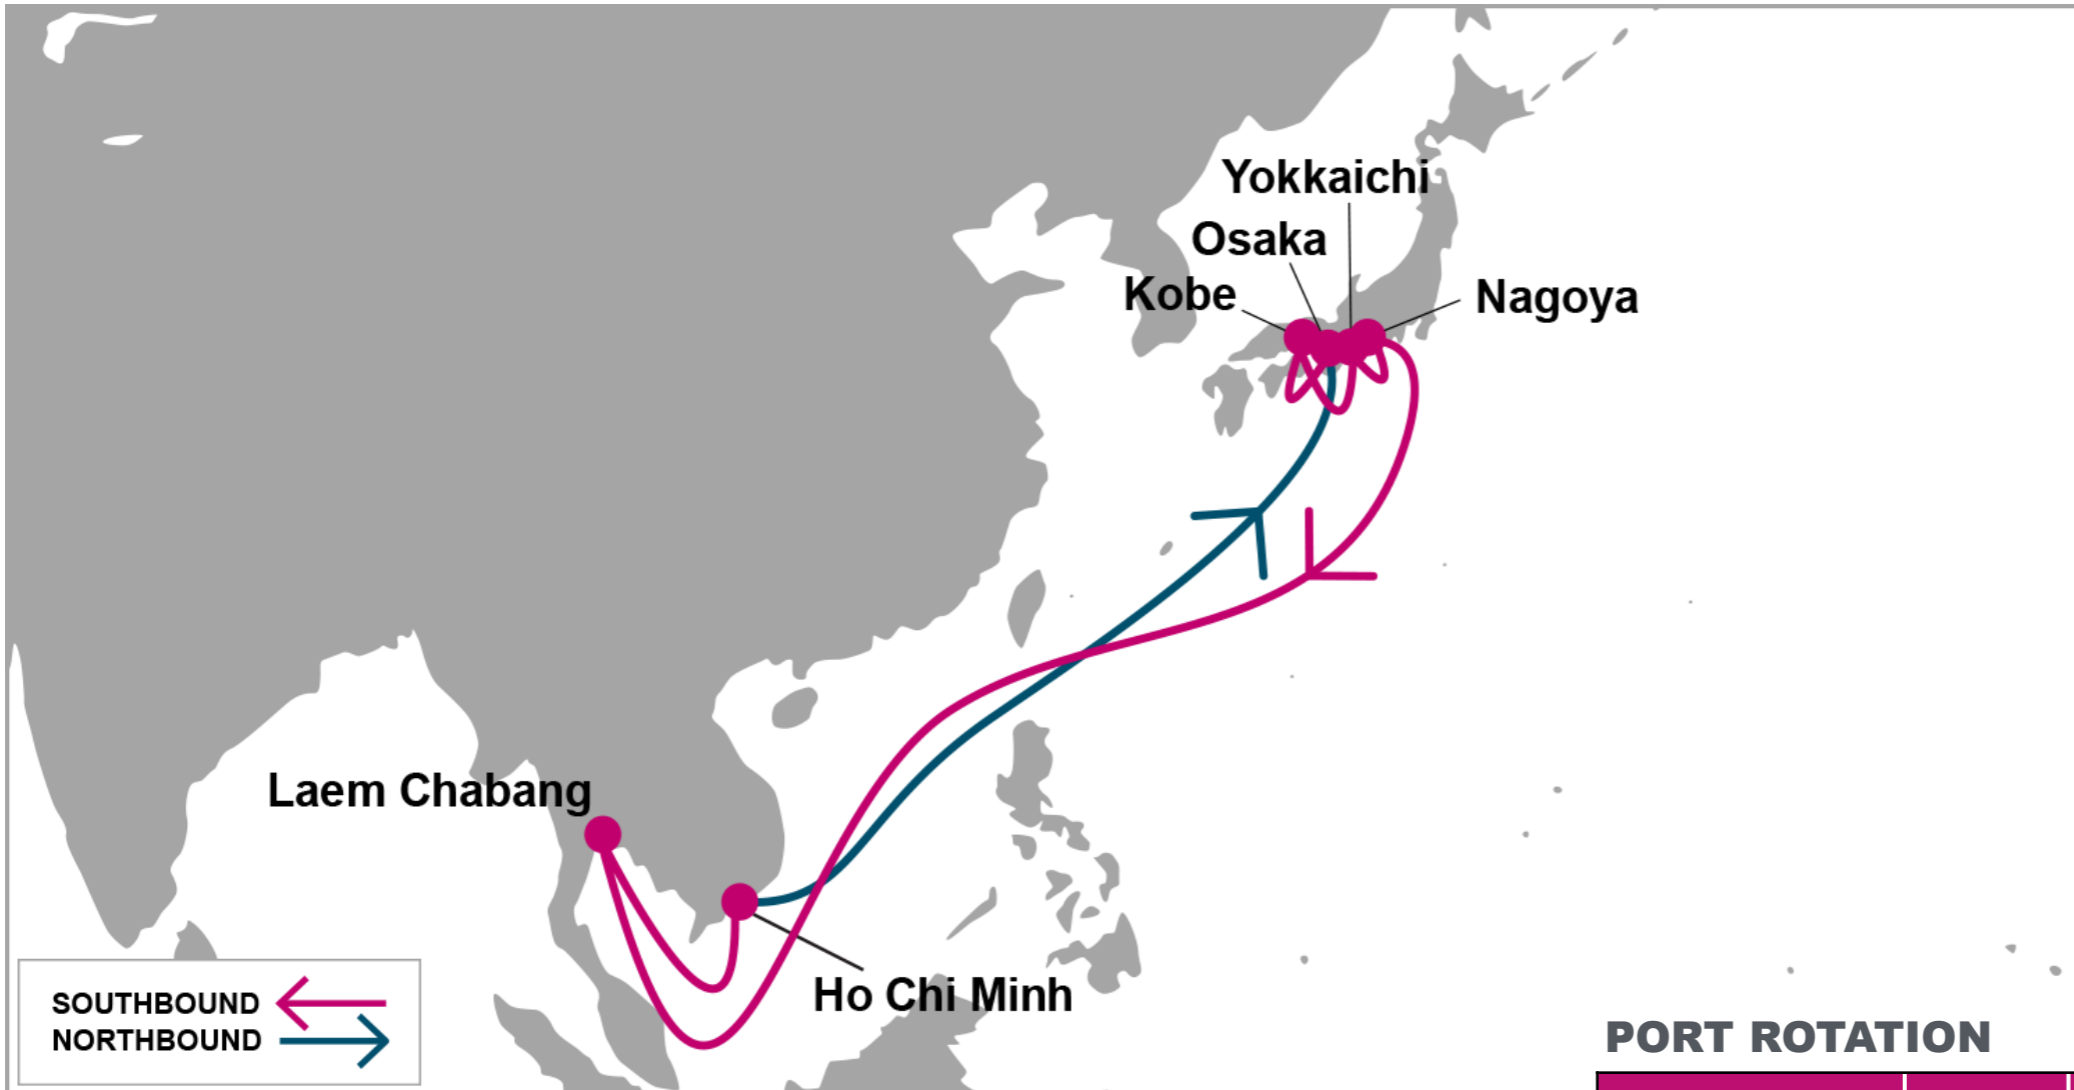 Yokkaichi
Osaka
Kobe
Nagoya
Laem Chabang
Ho Chi Minh
SOUTHBOUND
NORTHBOUND
PORT ROTATION